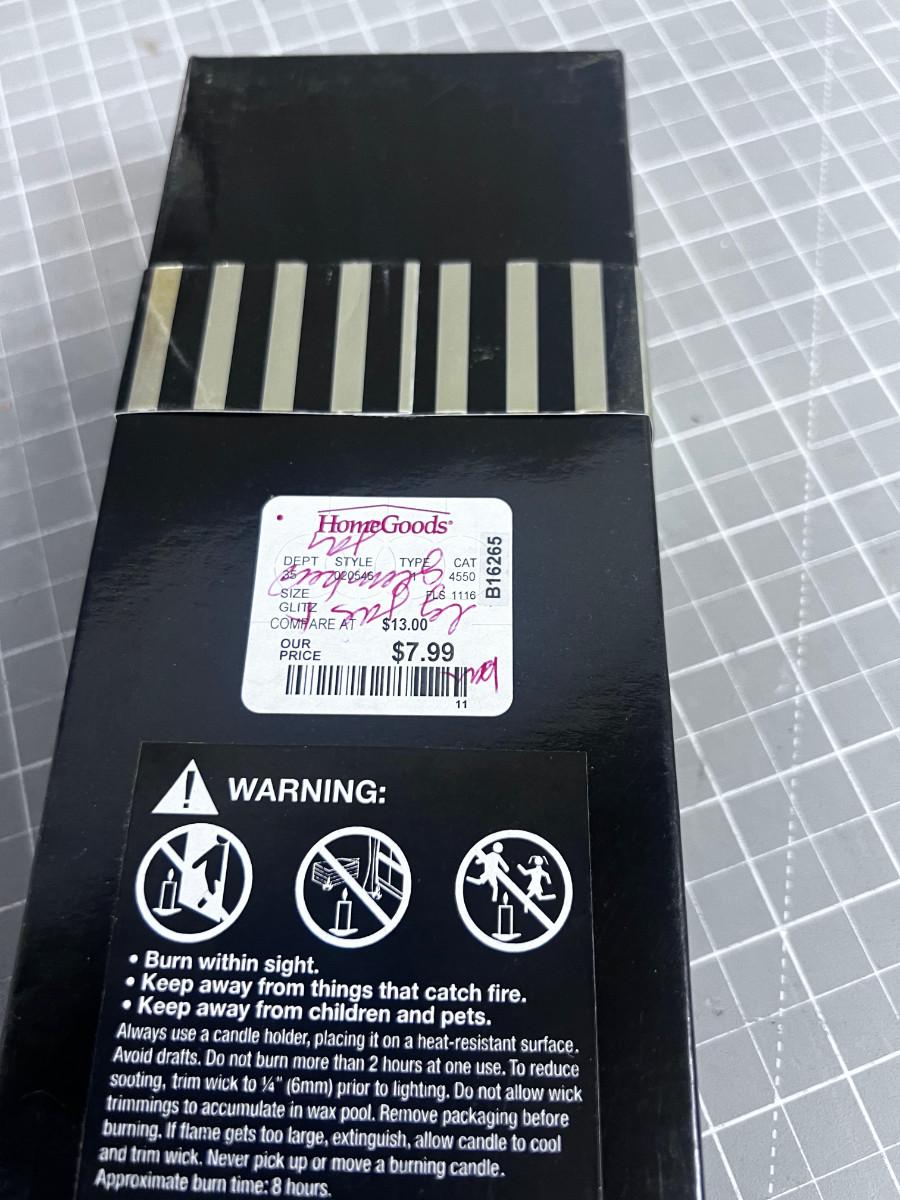 HomeGoods®
DEPT STYLE TYPE CAT
35 020545 1 4550
SIZE PLS 1116
GLITZ
COMPARE AT $13.00
OUR PRICE $7.99
11
B16265
WARNING:
• Burn within sight.
• Keep away from things that catch fire.
• Keep away from children and pets.
Always use a candle holder, placing it on a heat-resistant surface.
Avoid drafts. Do not burn more than 2 hours at one use. To reduce
sooting, trim wick to ¼" (6mm) prior to lighting. Do not allow wick
trimmings to accumulate in wax pool. Remove packaging before
burning. If flame gets too large, extinguish, allow candle to cool
and trim wick. Never pick up or move a burning candle.
Approximate burn time: 8 hours.